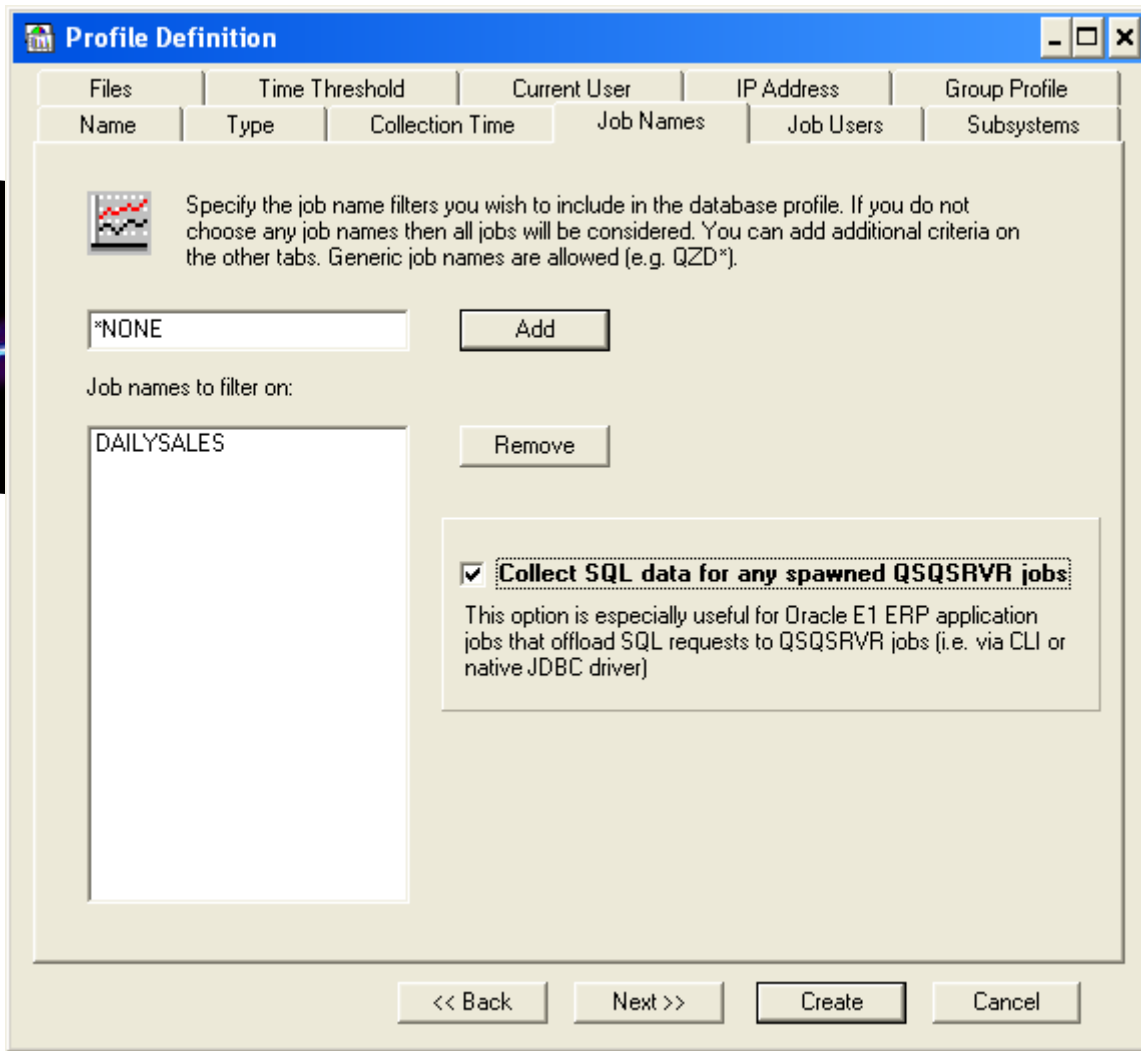 Profile Definition
Files
Time Threshold
Current User
IP Address
Group Profile
Name
Type
Collection Time
Job Names
Job Users
Subsystems
Specify the job name filters you wish to include in the database profile. If you do not
choose any job names then all jobs will be considered. You can add additional criteria on
the other tabs. Generic job names are allowed (e.g. QZD*).
*NONE
Add
Job names to filter on:
DAILYSALES
Remove
Collect SQL data for any spawned QSQSRVR jobs
This option is especially useful for Oracle E1 ERP application
jobs that offload SQL requests to QSQSRVR jobs (i.e. via CLI or
native JDBC driver)
<< Back
Next >>
Create
Cancel